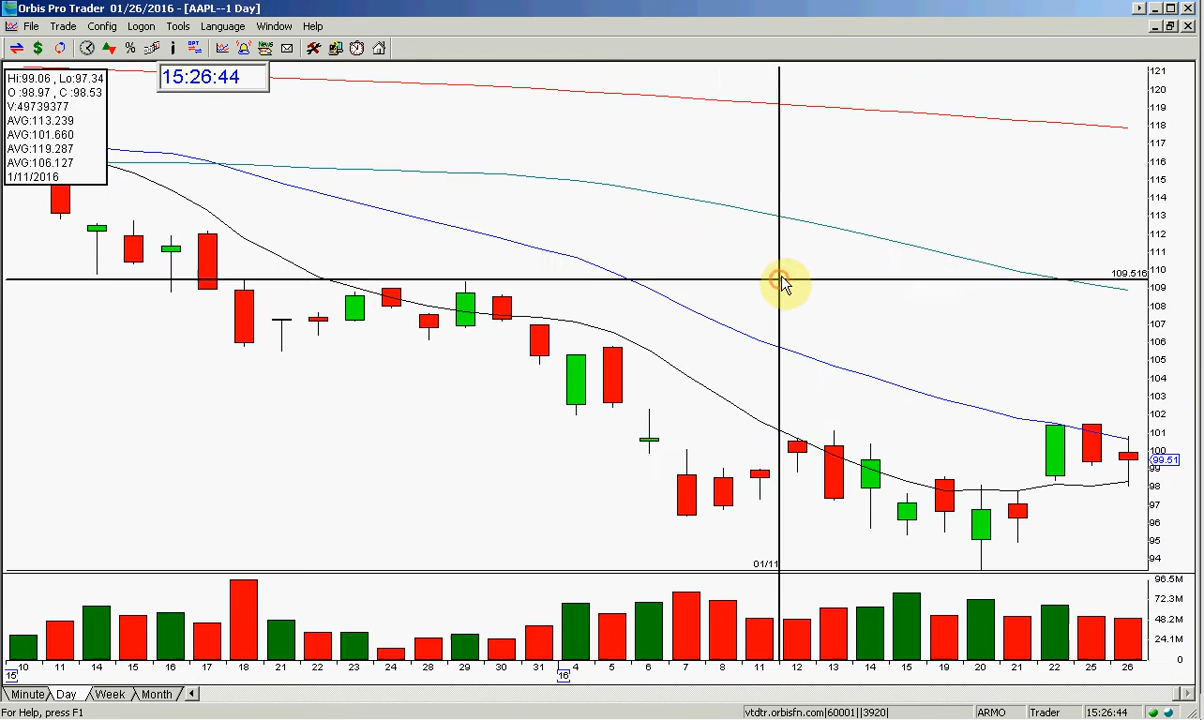 Orbis Pro Trader 01/26/2016 - [AAPL--1 Day]
File Trade Config Logon Tools Language Window Help
Hi:99.06 , Lo:97.34
O :98.97 , C :98.53
V:49739377
AVG:113.239
AVG:101.660
AVG:119.287
AVG:106.127
1/11/2016
15:26:44
121
120
119
118
117
116
115
114
113
112
111
110
109.516
109
108
107
106
105
104
103
102
101
100
99.51
99
98
97
96
95
94
01/11
96.5M
72.3M
48.2M
24.1M
0
10 11 14 15 16 17 18 21 22 23 24 28 29 30 31 4 5 6 7 8 11 12 13 14 15 19 20 21 22 25 26
15 16
Minute Day Week Month
For Help, press F1 vtdtr.orbisfn.com|60001||3920| ARMO Trader 15:26:44